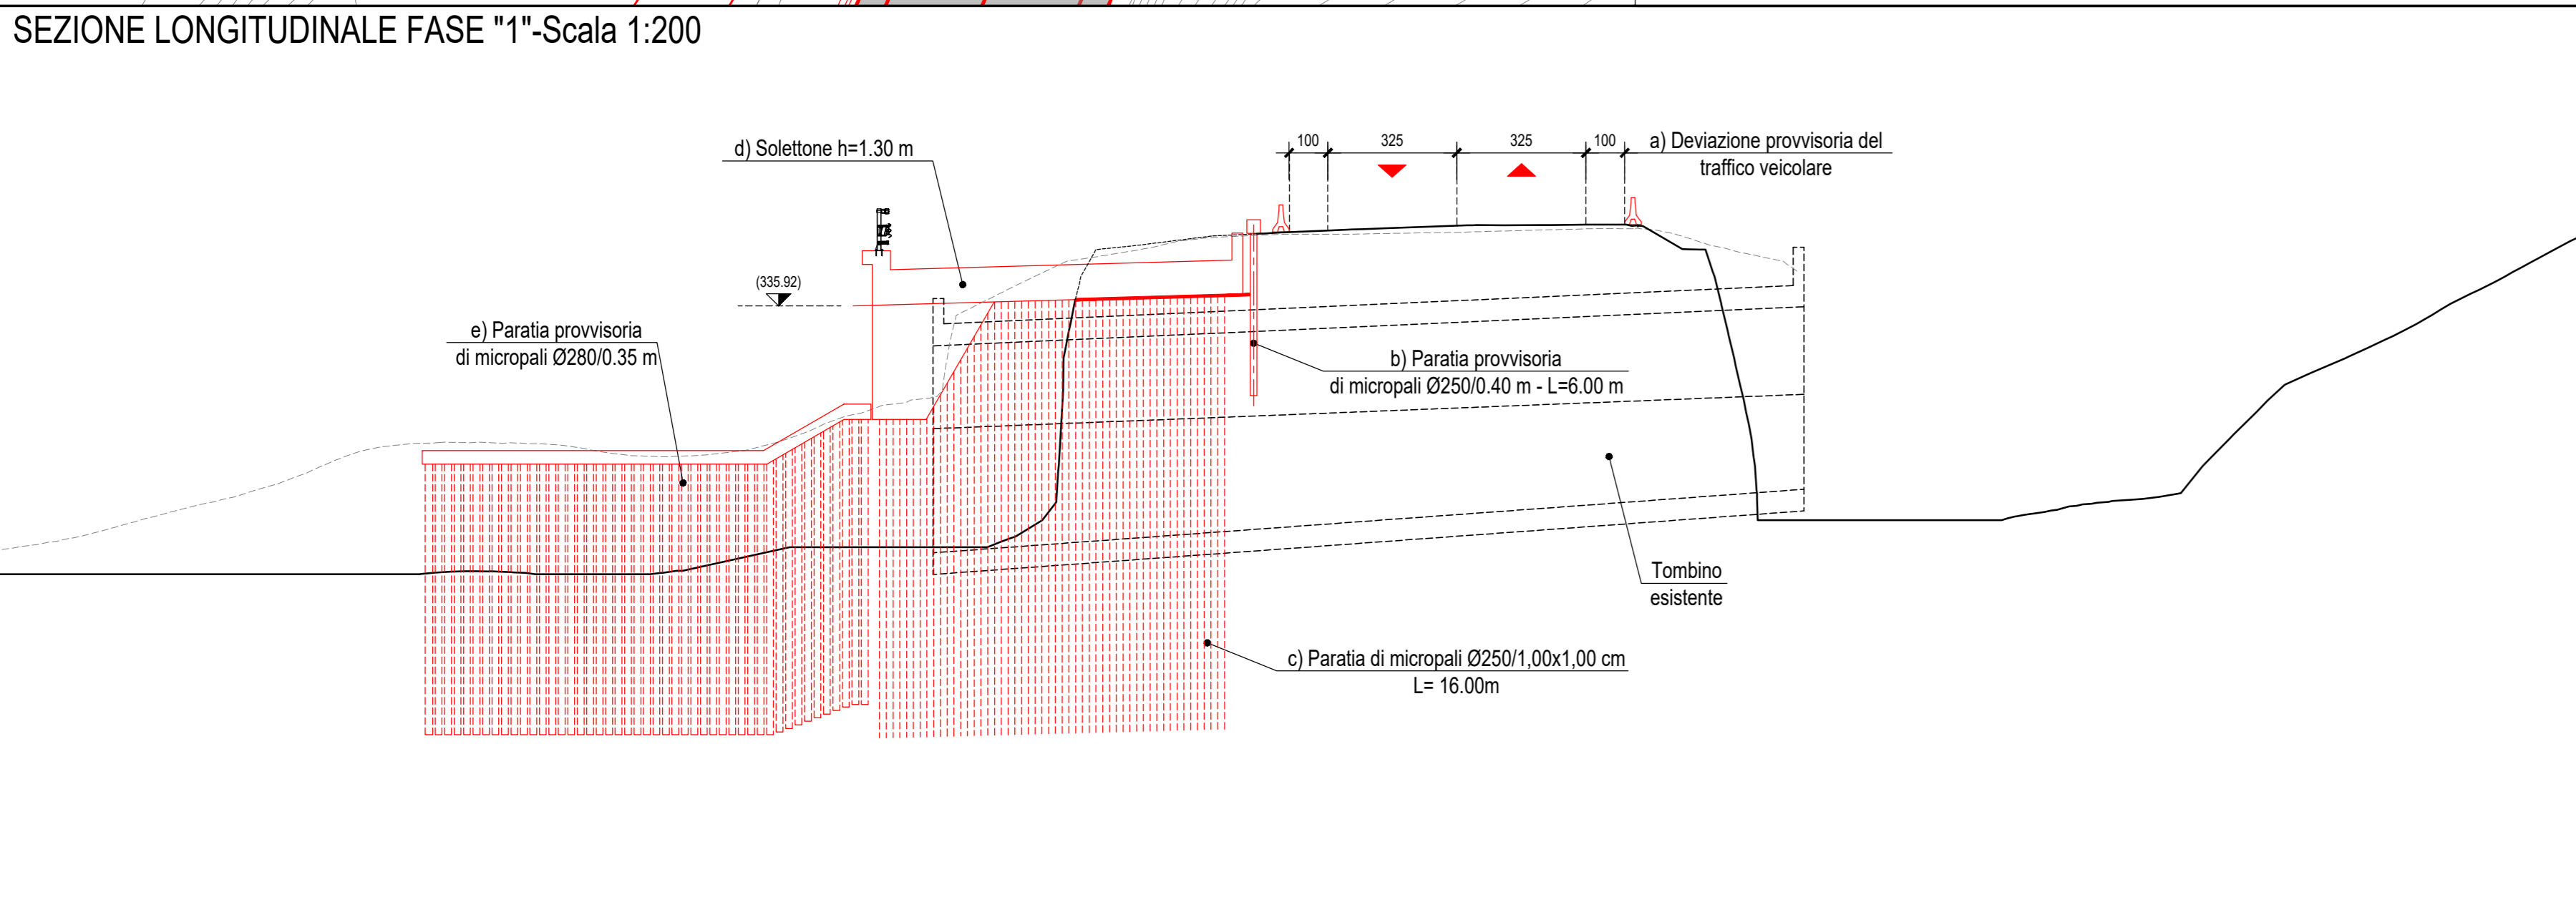 SEZIONE LONGITUDINALE FASE "1"-Scala 1:200
d) Solettone h=1.30 m
100
325
325
100
a) Deviazione provvisoria del
traffico veicolare
(335.92)
e) Paratia provvisoria
di micropali Ø280/0.35 m
b) Paratia provvisoria
di micropali Ø250/0.40 m - L=6.00 m
Tombino
esistente
c) Paratia di micropali Ø250/1,00x1,00 cm
L= 16.00m